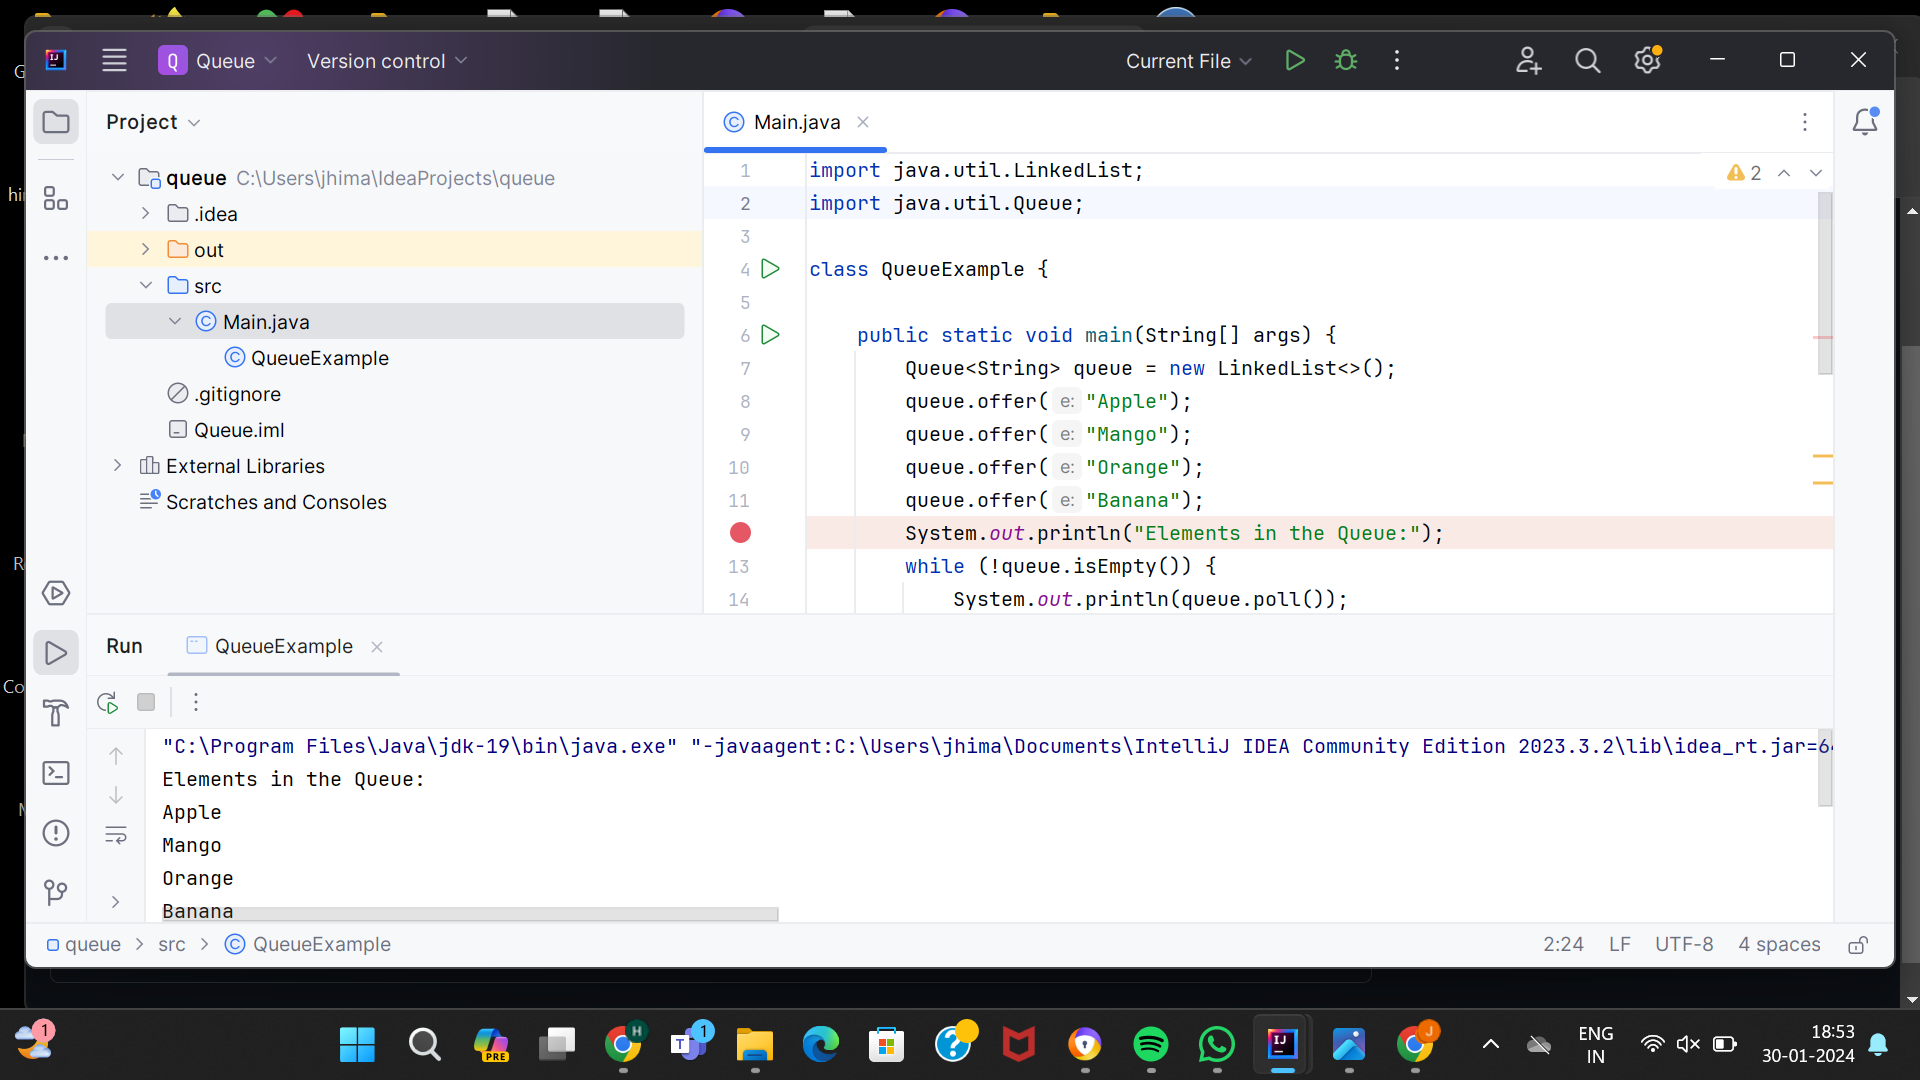 Queue
Version control
Current File
Project
Main.java
queue C:\Users\jhima\IdeaProjects\queue
.idea
out
src
Main.java
QueueExample
.gitignore
Queue.iml
External Libraries
Scratches and Consoles
2
1 import java.util.LinkedList;
2 import java.util.Queue;
3
4 class QueueExample {
5
6 public static void main(String[] args) {
7 Queue<String> queue = new LinkedList<>();
8 queue.offer( e: "Apple");
9 queue.offer( e: "Mango");
10 queue.offer( e: "Orange");
11 queue.offer( e: "Banana");
System.out.println("Elements in the Queue:");
13 while (!queue.isEmpty()) {
14 System.out.println(queue.poll());
Run
QueueExample
"C:\Program Files\Java\jdk-19\bin\java.exe" "-javaagent:C:\Users\jhima\Documents\IntelliJ IDEA Community Edition 2023.3.2\lib\idea_rt.jar=6
Elements in the Queue:
Apple
Mango
Orange
Banana
queue > src > QueueExample
2:24 LF UTF-8 4 spaces
1
PRE
H
T
1
J
ENG
IN
18:53
30-01-2024